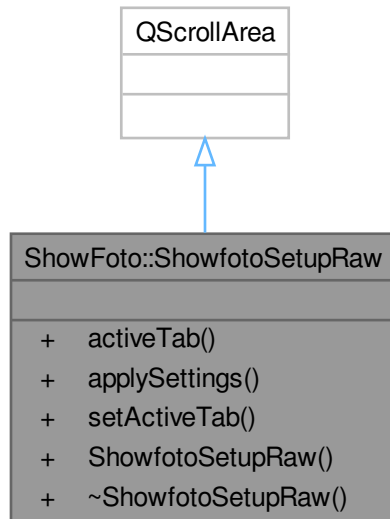 QScrollArea
ShowFoto::ShowfotoSetupRaw
+ activeTab()
+ applySettings()
+ setActiveTab()
+ ShowfotoSetupRaw()
+ ~ShowfotoSetupRaw()